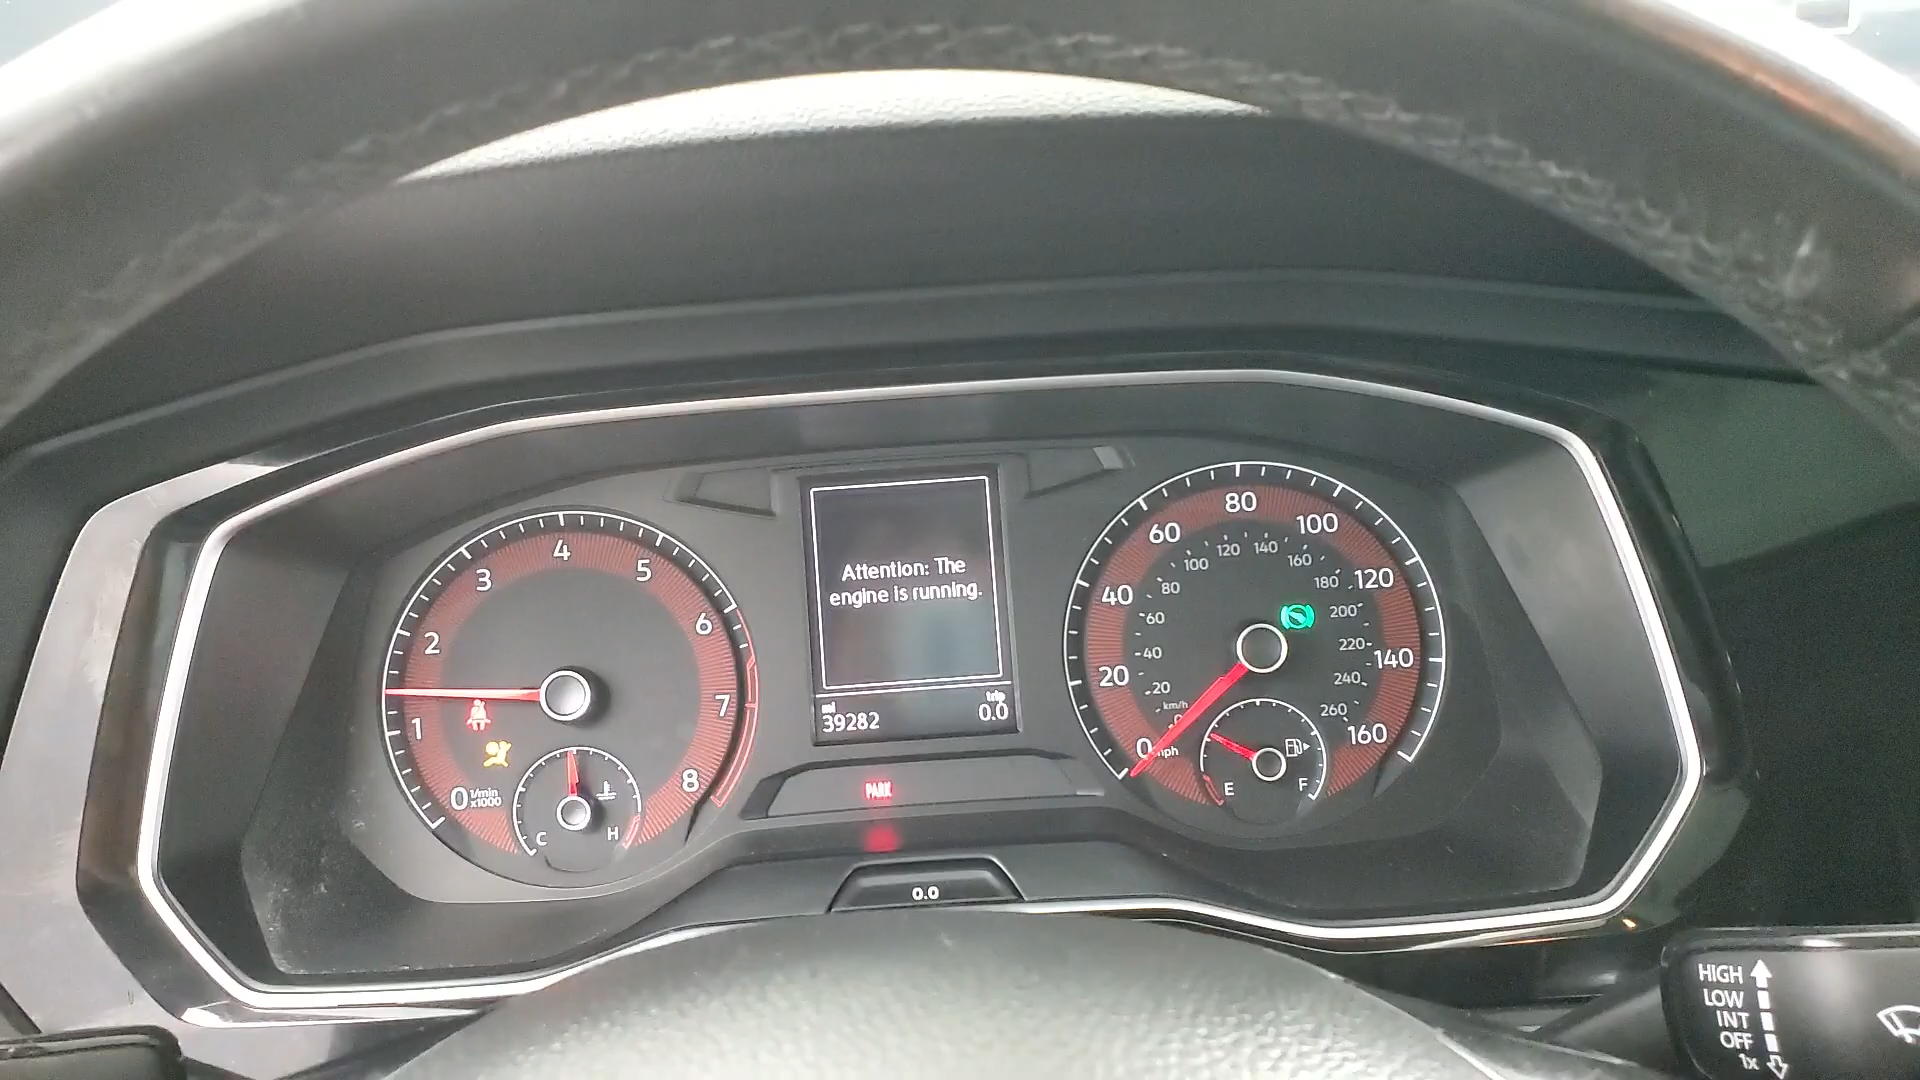 0
1
2
3
4
5
6
7
8
1/min
x1000
C
H
Attention: The
engine is running.
mi
trip
39282
0.0
PARK
0.0
0
20
40
60
80
100
120
140
160
mph
km/h
0
20
40
60
80
100
120
140
160
180
200
220
240
260
E
F
HIGH
LOW
INT
OFF
1x